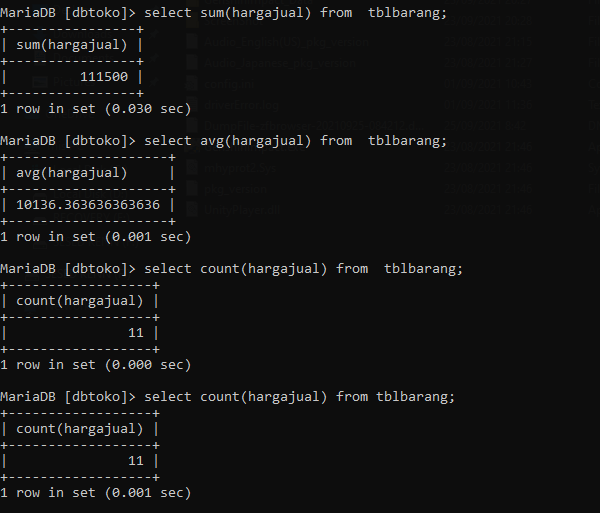 MariaDB [dbtoko]> select sum(hargajual) from  tblbarang;
+----------------+
| sum(hargajual) |
+----------------+
|         111500 |
+----------------+
1 row in set (0.030 sec)
MariaDB [dbtoko]> select avg(hargajual) from  tblbarang;
+--------------------+
| avg(hargajual)     |
+--------------------+
| 10136.363636363636 |
+--------------------+
1 row in set (0.001 sec)
MariaDB [dbtoko]> select count(hargajual) from  tblbarang;
+------------------+
| count(hargajual) |
+------------------+
|               11 |
+------------------+
1 row in set (0.000 sec)
MariaDB [dbtoko]> select count(hargajual) from tblbarang;
+------------------+
| count(hargajual) |
+------------------+
|               11 |
+------------------+
1 row in set (0.001 sec)